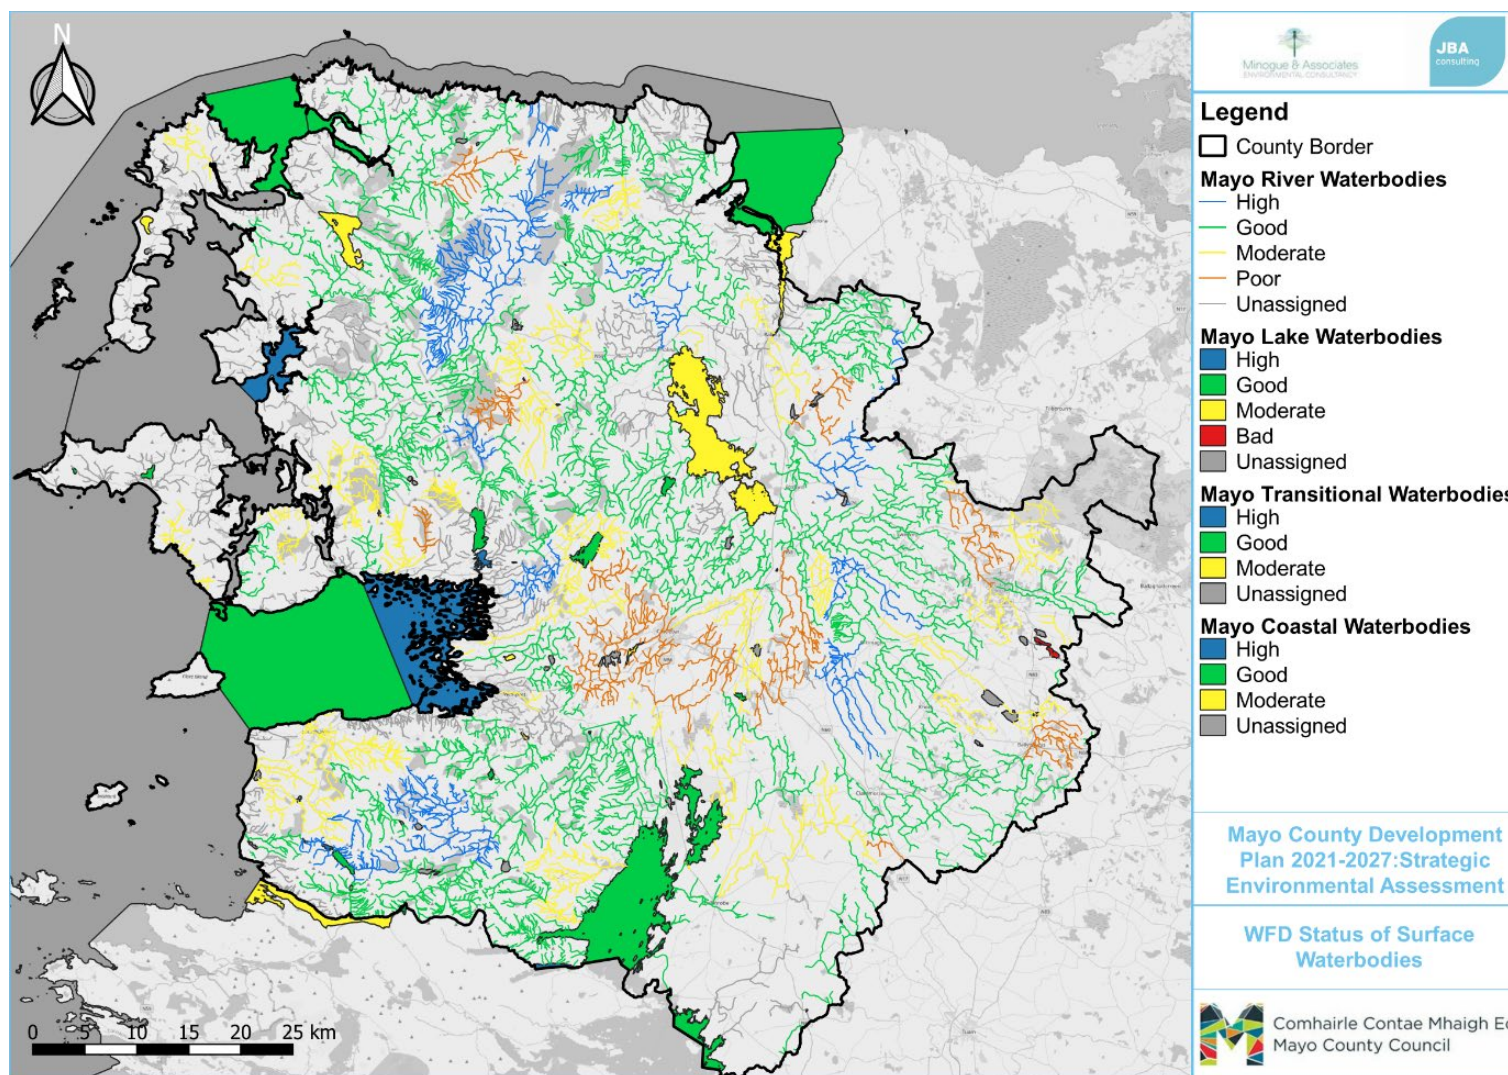 N
0 5 10 15 20 25 km
Minogue & Associates
ENVIRONMENTAL CONSULTANCY
JBA
consulting
Legend
County Border
Mayo River Waterbodies
High
Good
Moderate
Poor
Unassigned
Mayo Lake Waterbodies
High
Good
Moderate
Bad
Unassigned
Mayo Transitional Waterbodies
High
Good
Moderate
Unassigned
Mayo Coastal Waterbodies
High
Good
Moderate
Unassigned
Mayo County Development
Plan 2021-2027:Strategic
Environmental Assessment
WFD Status of Surface
Waterbodies
Comhairle Contae Mhaigh Eo
Mayo County Council